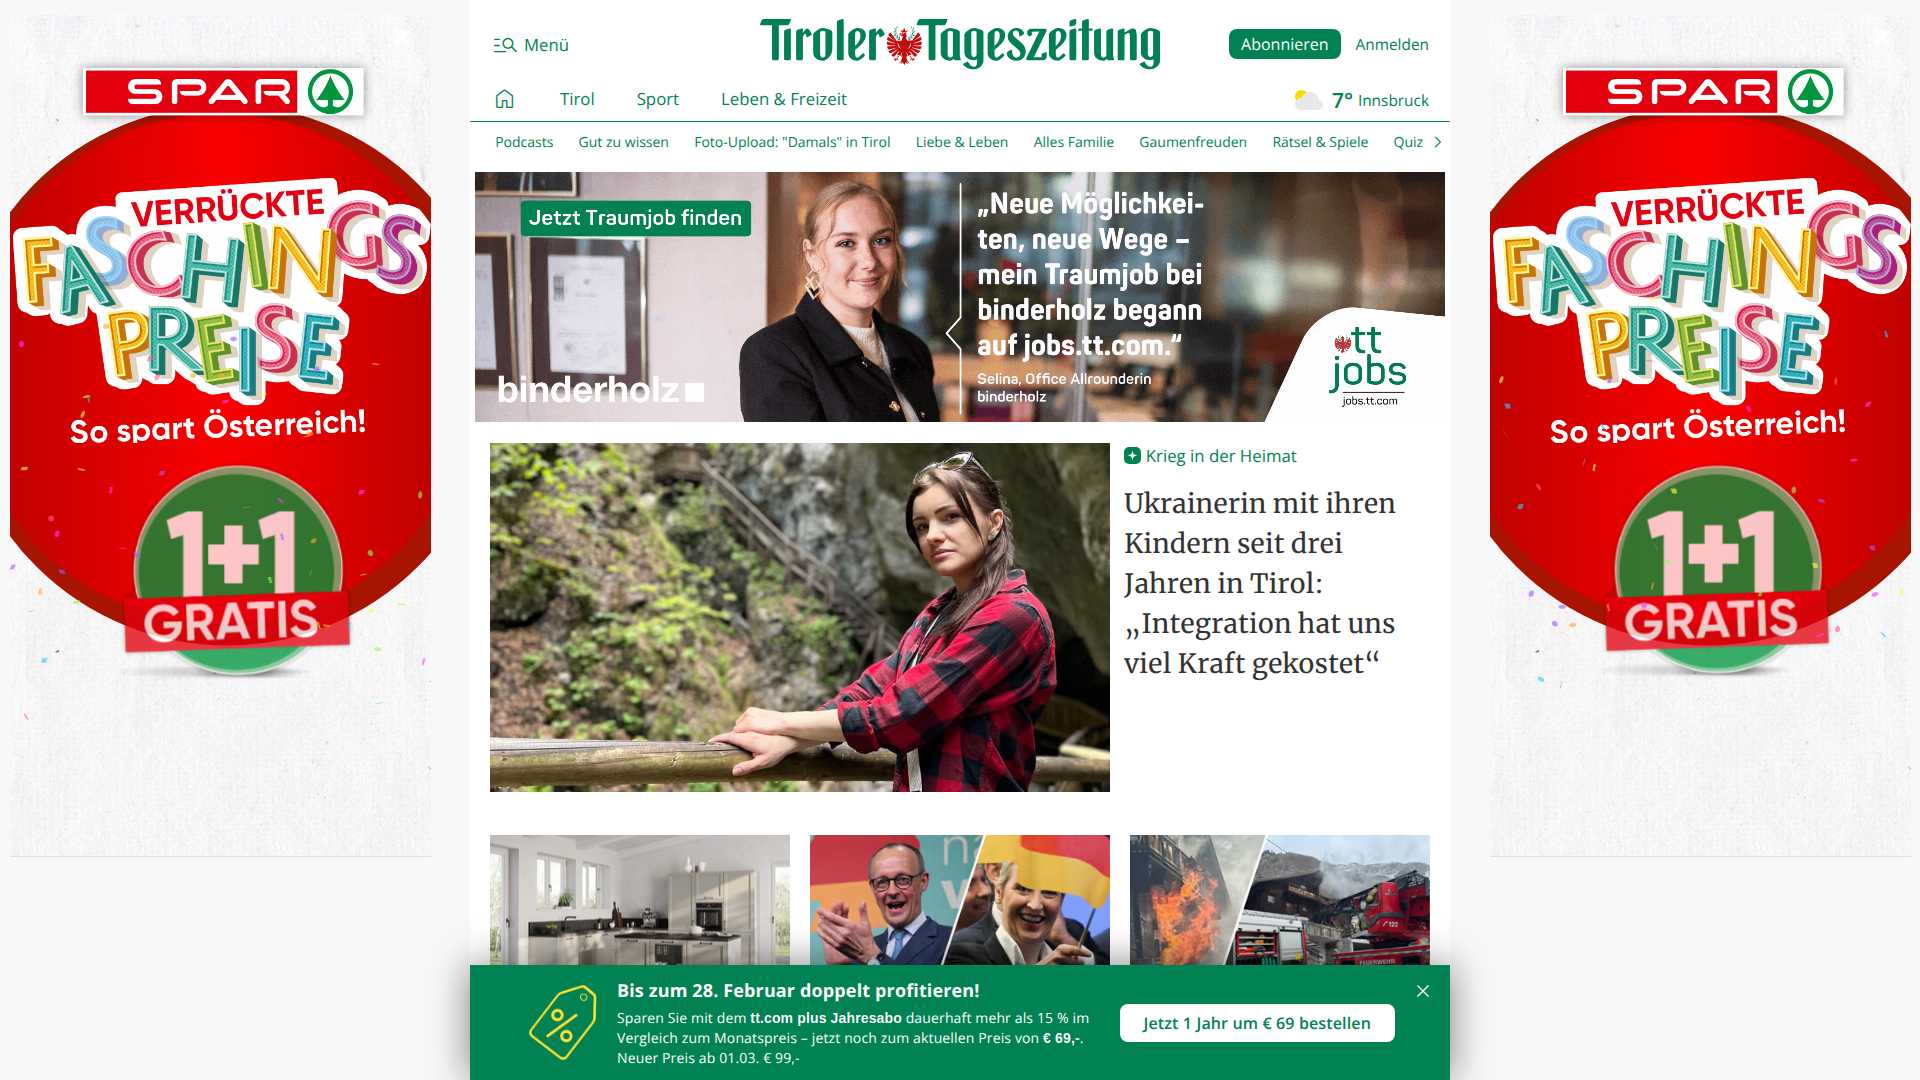 Menü
Tiroler Tageszeitung
Abonnieren
Anmelden
Tirol
Sport
Leben & Freizeit
7° Innsbruck
Podcasts
Gut zu wissen
Foto-Upload: "Damals" in Tirol
Liebe & Leben
Alles Familie
Gaumenfreuden
Rätsel & Spiele
Quiz
SPAR
VERRÜCKTE
FASCHINGS
PREISE
So spart Österreich!
1+1
GRATIS
Jetzt Traumjob finden
„Neue Möglichkei-
ten, neue Wege –
mein Traumjob bei
binderholz begann
auf jobs.tt.com.“
Selina, Office Allrounderin
binderholz
binderholz
tt
jobs
jobs.tt.com
Krieg in der Heimat
Ukrainerin mit ihren
Kindern seit drei
Jahren in Tirol:
„Integration hat uns
viel Kraft gekostet“
Bis zum 28. Februar doppelt profitieren!
Sparen Sie mit dem tt.com plus Jahresabo dauerhaft mehr als 15 % im
Vergleich zum Monatspreis – jetzt noch zum aktuellen Preis von € 69,-.
Neuer Preis ab 01.03. € 99,-
Jetzt 1 Jahr um € 69 bestellen
SPAR
VERRÜCKTE
FASCHINGS
PREISE
So spart Österreich!
1+1
GRATIS